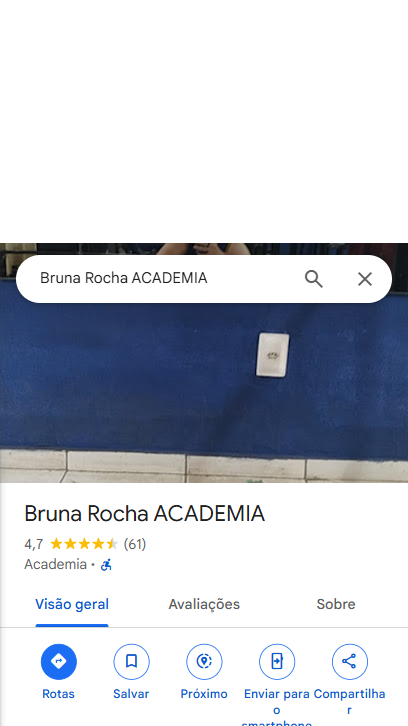 Bruna Rocha ACADEMIA
Bruna Rocha ACADEMIA
4,7 (61)
Academia ·
Visão geral Avaliações Sobre
Rotas Salvar Próximo Enviar para Compartilha
o r
smartphone